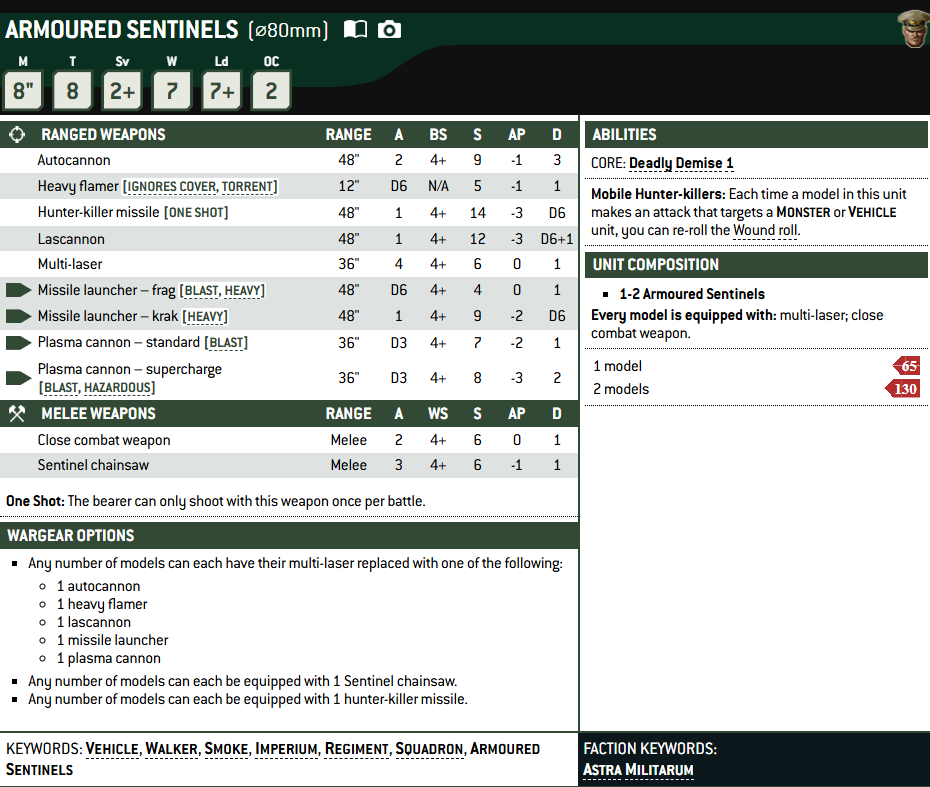 ARMOURED SENTINELS (⌀80mm)
M T Sv W Ld OC
8" 8 2+ 7 7+ 2
RANGED WEAPONS RANGE A BS S AP D
Autocannon 48" 2 4+ 9 -1 3
Heavy flamer [IGNORES COVER, TORRENT] 12" D6 N/A 5 -1 1
Hunter-killer missile [ONE SHOT] 48" 1 4+ 14 -3 D6
Lascannon 48" 1 4+ 12 -3 D6+1
Multi-laser 36" 4 4+ 6 0 1
Missile launcher – frag [BLAST, HEAVY] 48" D6 4+ 4 0 1
Missile launcher – krak [HEAVY] 48" 1 4+ 9 -2 D6
Plasma cannon – standard [BLAST] 36" D3 4+ 7 -2 1
Plasma cannon – supercharge
[BLAST, HAZARDOUS] 36" D3 4+ 8 -3 2
MELEE WEAPONS RANGE A WS S AP D
Close combat weapon Melee 2 4+ 6 0 1
Sentinel chainsaw Melee 3 4+ 6 -1 1
One Shot: The bearer can only shoot with this weapon once per battle.
WARGEAR OPTIONS
▪ Any number of models can each have their multi-laser replaced with one of the following:
◦ 1 autocannon
◦ 1 heavy flamer
◦ 1 lascannon
◦ 1 missile launcher
◦ 1 plasma cannon
▪ Any number of models can each be equipped with 1 Sentinel chainsaw.
▪ Any number of models can each be equipped with 1 hunter-killer missile.
ABILITIES
CORE: Deadly Demise 1
Mobile Hunter-killers: Each time a model in this unit
makes an attack that targets a MONSTER or VEHICLE
unit, you can re-roll the Wound roll.
UNIT COMPOSITION
▪ 1-2 Armoured Sentinels
Every model is equipped with: multi-laser; close
combat weapon.
1 model 65
2 models 130
KEYWORDS: VEHICLE, WALKER, SMOKE, IMPERIUM, REGIMENT, SQUADRON, ARMOURED
SENTINELS
FACTION KEYWORDS:
ASTRA MILITARUM